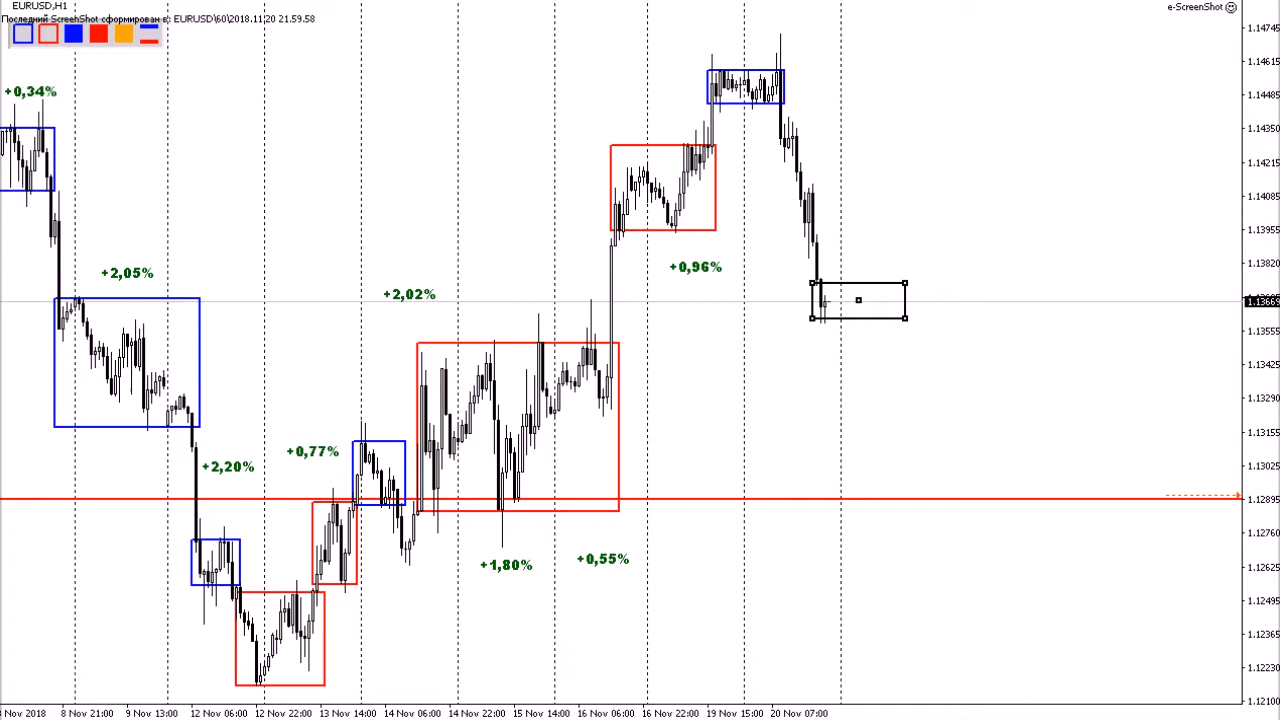 EURUSD,H1
e-ScreenShot
Последний ScreenShot сформирован в: EURUSD\60\2018.11.20 21.59.58
1.14745
1.14615
+0,34%
1.14485
1.14350
1.14215
1.14085
1.13955
+0,96%
+2,05%
1.13820
+2,02%
1.13669
1.13555
1.13425
1.13290
1.13155
+0,77%
+2,20%
1.13025
1.12895
1.12760
+0,55%
+1,80%
1.12625
1.12495
1.12365
1.12230
1.12100
8 Nov 21:00
9 Nov 13:00
12 Nov 06:00
12 Nov 22:00
13 Nov 14:00
14 Nov 06:00
14 Nov 22:00
15 Nov 14:00
16 Nov 06:00
16 Nov 22:00
19 Nov 15:00
20 Nov 07:00